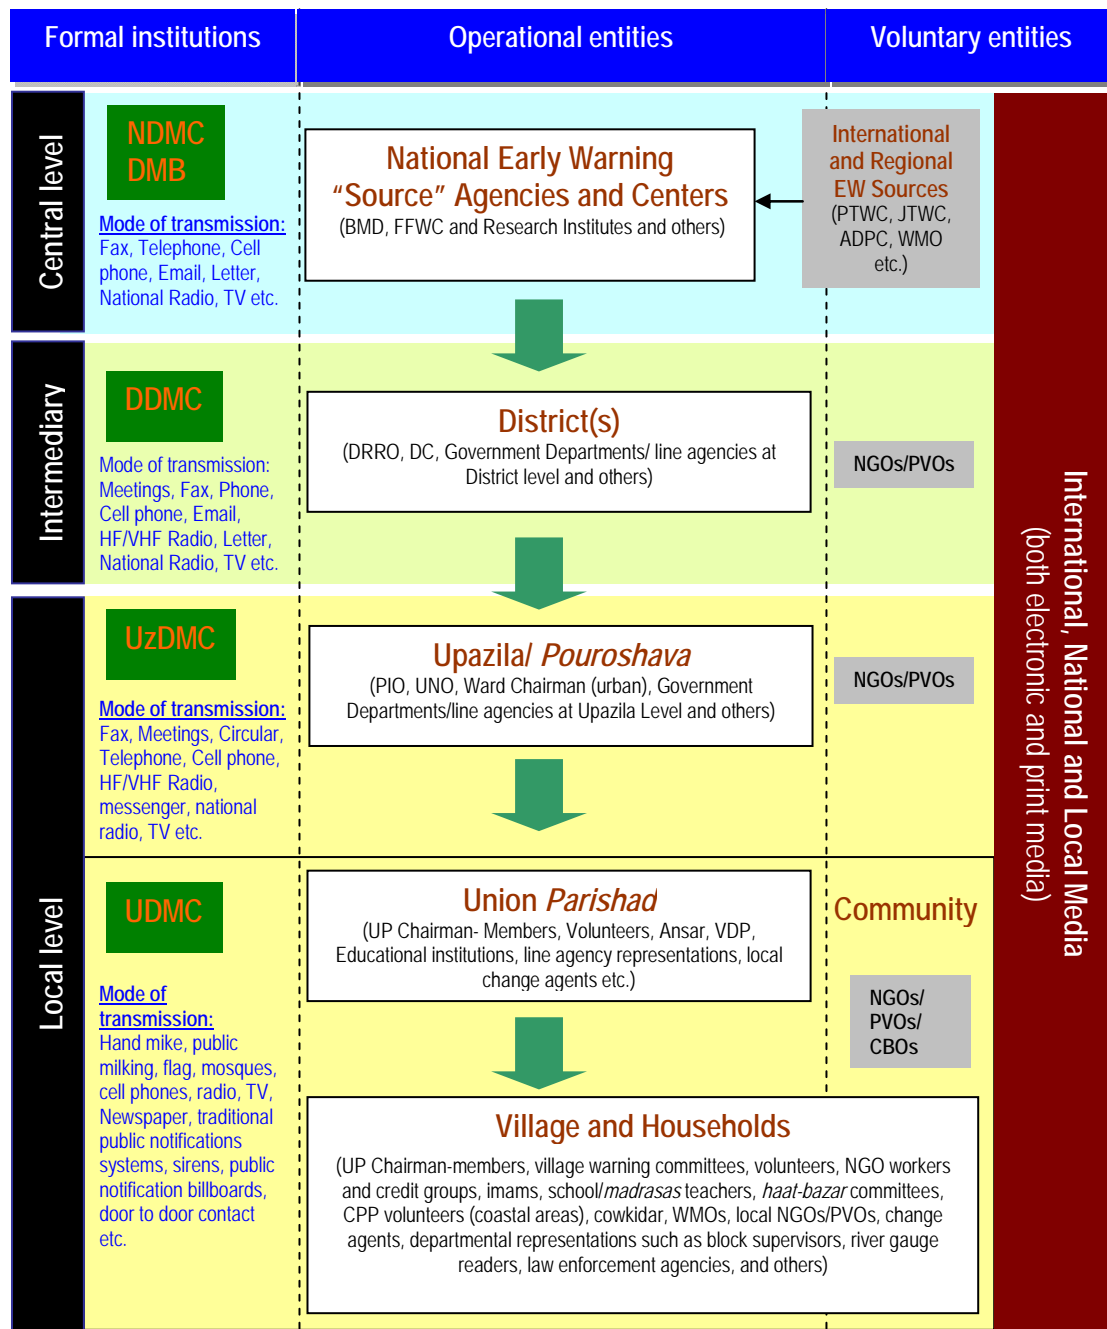 Formal institutions
Operational entities
Voluntary entities
Central level
NDMC
DMB
Mode of transmission:
Fax, Telephone, Cell
phone, Email, Letter,
National Radio, TV etc.
National Early Warning
“Source” Agencies and Centers
(BMD, FFWC and Research Institutes and others)
International
and Regional
EW Sources
(PTWC, JTWC,
ADPC, WMO
etc.)
Intermediary
DDMC
Mode of transmission:
Meetings, Fax, Phone,
Cell phone, Email,
HF/VHF Radio, Letter,
National Radio, TV etc.
District(s)
(DRRO, DC, Government Departments/ line agencies at
District level and others)
NGOs/PVOs
Local level
UzDMC
Mode of transmission:
Fax, Meetings, Circular,
Telephone, Cell phone,
HF/VHF Radio,
messenger, national
radio, TV etc.
Upazila/ Pouroshava
(PIO, UNO, Ward Chairman (urban), Government
Departments/line agencies at Upazila Level and others)
NGOs/PVOs
UDMC
Mode of
transmission:
Hand mike, public
milking, flag, mosques,
cell phones, radio, TV,
Newspaper, traditional
public notifications
systems, sirens, public
notification billboards,
door to door contact
etc.
Union Parishad
(UP Chairman- Members, Volunteers, Ansar, VDP,
Educational institutions, line agency representations, local
change agents etc.)
Community
NGOs/
PVOs/
CBOs
Village and Households
(UP Chairman-members, village warning committees, volunteers, NGO workers
and credit groups, imams, school/madrasas teachers, haat-bazar committees,
CPP volunteers (coastal areas), cowkidar, WMOs, local NGOs/PVOs, change
agents, departmental representations such as block supervisors, river gauge
readers, law enforcement agencies, and others)
International, National and Local Media
(both electronic and print media)